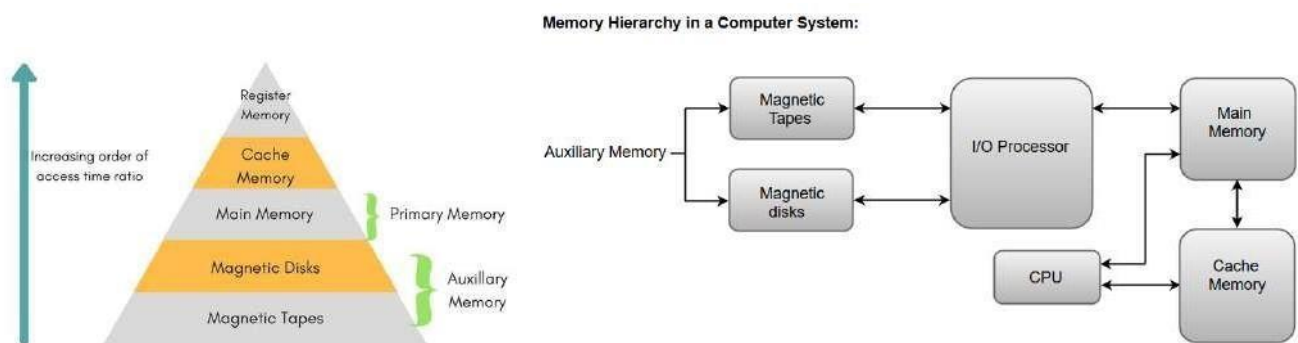 Memory Hierarchy in a Computer System:
Register
Memory
Increasing order of
access time ratio
Cache
Memory
Main Memory
Primary Memory
Magnetic Disks
Auxillary
Memory
Magnetic Tapes
Auxiliary Memory
Magnetic
Tapes
Magnetic
disks
I/O Processor
Main
Memory
CPU
Cache
Memory